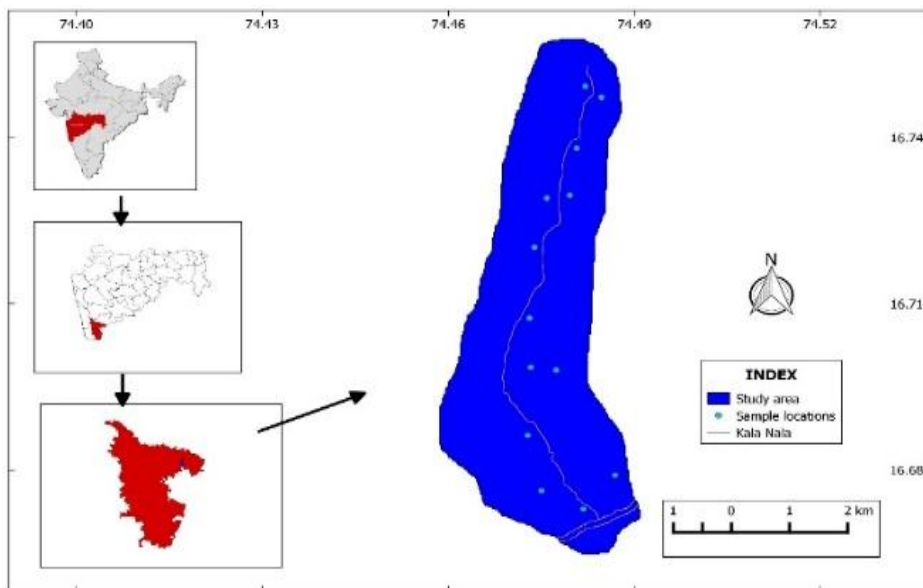 74.40 74.43 74.46 74.49 74.52
16.74
16.71
16.68
N
INDEX
Study area
Sample locations
Kala Nala
1 0 1 2 km